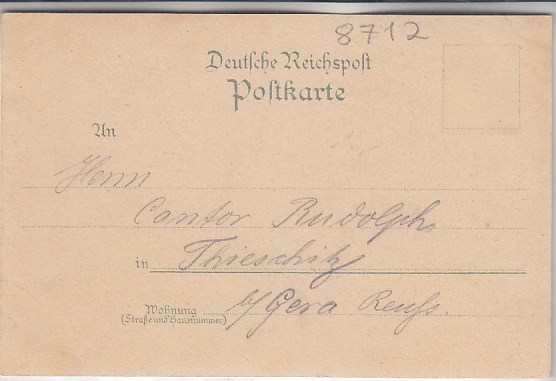 8712
Deutsche Reichspost
Postkarte
An
Herrn
Cantor Rudolph,
in Thieschitz
Wohnung b/ Gera Reuss.
(Straße und Hausnummer)